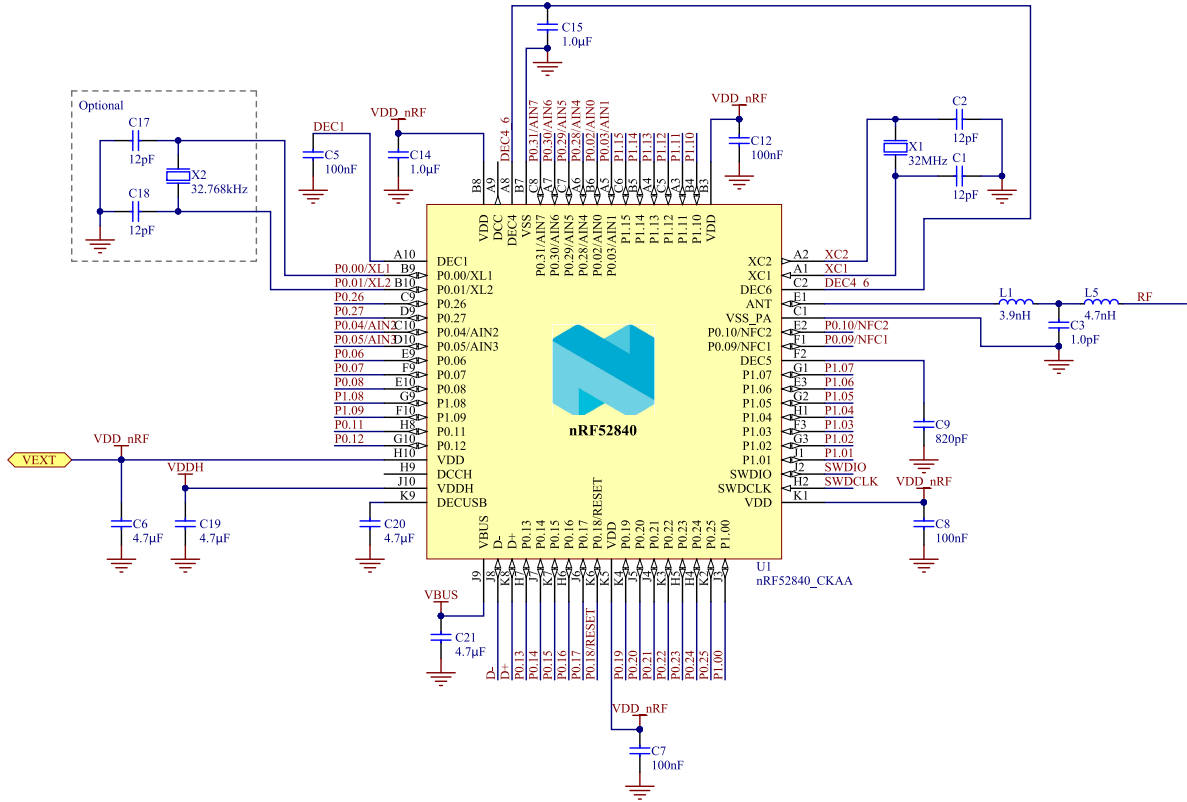 C15
1.0µF
Optional
C17
12pF
X2
32.768kHz
C18
12pF
DEC1
C5
100nF
VDD_nRF
C14
1.0µF
DEC4_6
P0.31/AIN7
P0.30/AIN6
P0.29/AIN5
P0.28/AIN4
P0.02/AIN0
P0.03/AIN1
P1.15
P1.14
P1.13
P1.12
P1.11
P1.10
VDD_nRF
C12
100nF
C2
12pF
X1
32MHz
C1
12pF
B8
A9
A8
B7
C8
A7
C7
A6
B6
A5
C6
B5
A4
C5
A3
B4
B3
VDD
DCC
DEC4
VSS
P0.31/AIN7
P0.30/AIN6
P0.29/AIN5
P0.28/AIN4
P0.02/AIN0
P0.03/AIN1
P1.15
P1.14
P1.13
P1.12
P1.11
P1.10
VDD
A10 DEC1
P0.00/XL1 B9 P0.00/XL1
P0.01/XL2 B10 P0.01/XL2
P0.26 C9 P0.26
P0.27 D9 P0.27
P0.04/AIN2 C10 P0.04/AIN2
P0.05/AIN3 D10 P0.05/AIN3
P0.06 E9 P0.06
P0.07 F9 P0.07
P0.08 E10 P0.08
P1.08 G9 P1.08
P1.09 F10 P1.09
P0.11 H8 P0.11
P0.12 G10 P0.12
H10 VDD
H9 DCCH
J10 VDDH
K9 DECUSB
XC2 A2 XC2
XC1 A1 XC1
DEC6 C2 DEC4_6
ANT E1
VSS_PA C1
P0.10/NFC2 E2 P0.10/NFC2
P0.09/NFC1 F1 P0.09/NFC1
DEC5 F2
P1.07 G1 P1.07
P1.06 E3 P1.06
P1.05 G2 P1.05
P1.04 H1 P1.04
P1.03 F3 P1.03
P1.02 G3 P1.02
P1.01 J1 P1.01
SWDIO J2 SWDIO
SWDCLK H2 SWDCLK
VDD K1
L1
3.9nH
L5
4.7nH
RF
C3
1.0pF
C9
820pF
VDD_nRF
C8
100nF
nRF52840
VEXT
VDD_nRF
VDDH
C6
4.7µF
C19
4.7µF
C20
4.7µF
VBUS
D-
D+
P0.13
P0.14
P0.15
P0.16
P0.17
P0.18/RESET
VDD
P0.19
P0.20
P0.21
P0.22
P0.23
P0.24
P0.25
P1.00
U1
nRF52840_CKAA
J9
J8
K8
H7
J7
K7
H6
J6
K6
K5
K4
J5
J4
K3
H5
H4
K2
J3
VBUS
C21
4.7µF
D-
D+
P0.13
P0.14
P0.15
P0.16
P0.17
P0.18/RESET
P0.19
P0.20
P0.21
P0.22
P0.23
P0.24
P0.25
P1.00
VDD_nRF
C7
100nF